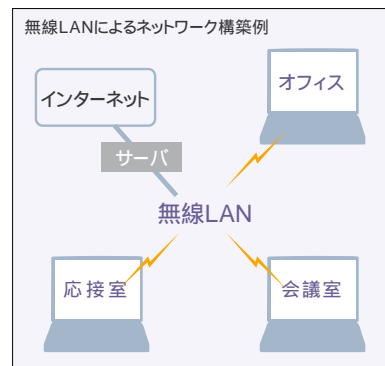 無線LANによるネットワーク構築例
オフィス
インターネット
サーバ
無線LAN
応接室
会議室